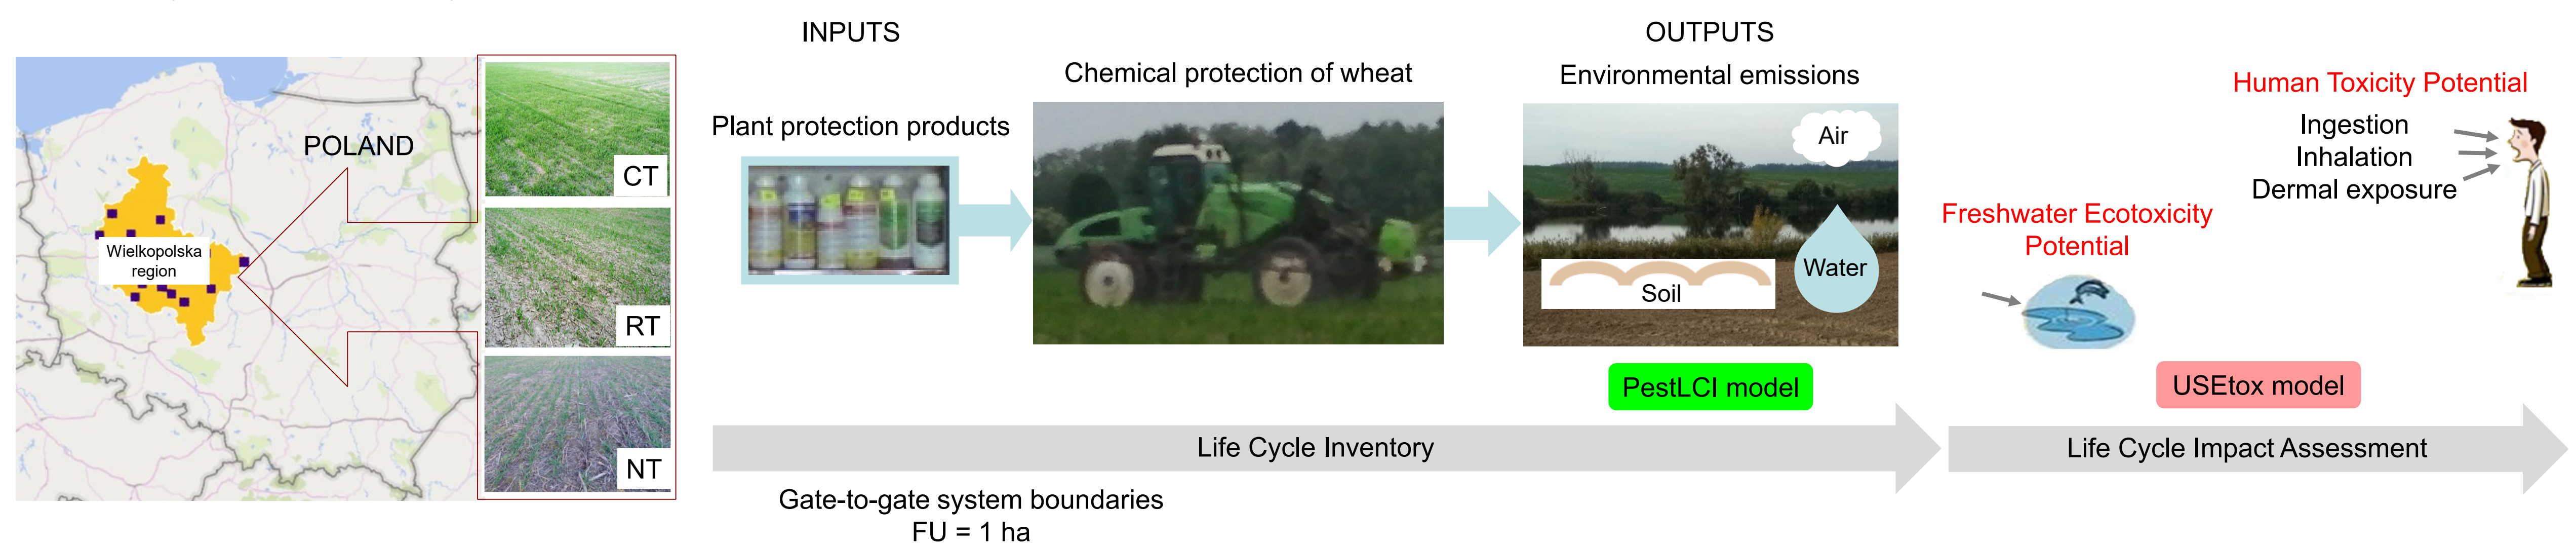 POLAND
Wielkopolska
region
CT
RT
NT
INPUTS
Plant protection products
Chemical protection of wheat
OUTPUTS
Environmental emissions
Air
Water
Soil
PestLCI model
Life Cycle Inventory
Gate-to-gate system boundaries
FU = 1 ha
Human Toxicity Potential
Ingestion
Inhalation
Dermal exposure
Freshwater Ecotoxicity
Potential
USEtox model
Life Cycle Impact Assessment